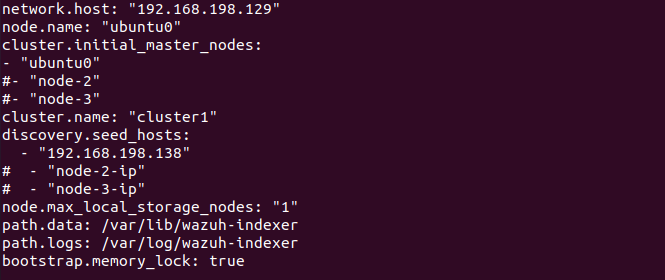 network.host: "192.168.198.129"
node.name: "ubuntu0"
cluster.initial_master_nodes:
- "ubuntu0"
#- "node-2"
#- "node-3"
cluster.name: "cluster1"
discovery.seed_hosts:
  - "192.168.198.138"
#  - "node-2-ip"
#  - "node-3-ip"
node.max_local_storage_nodes: "1"
path.data: /var/lib/wazuh-indexer
path.logs: /var/log/wazuh-indexer
bootstrap.memory_lock: true